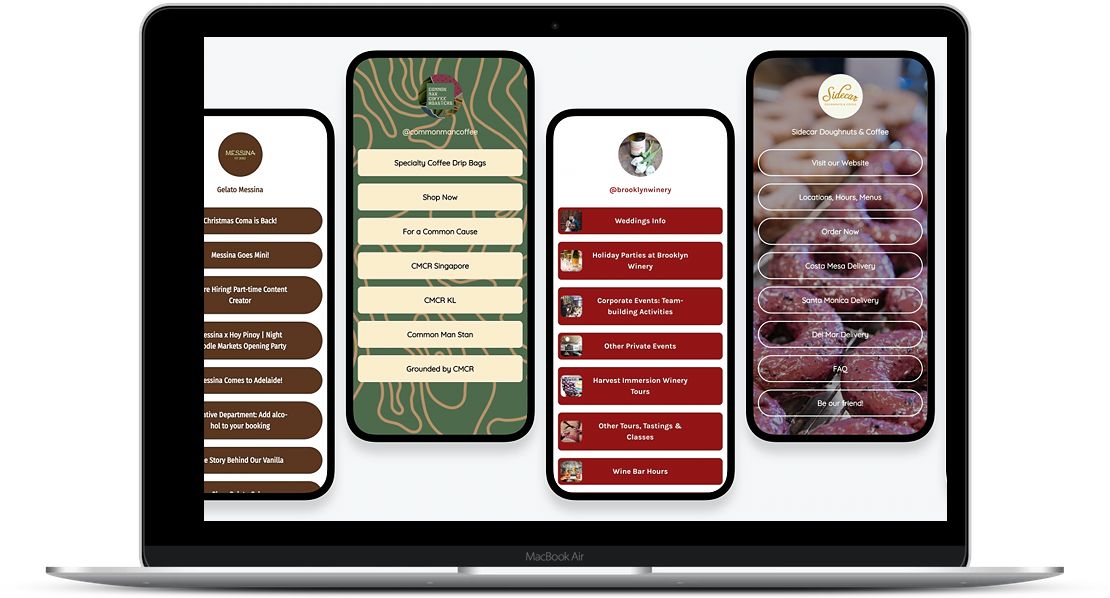 MESSINA
Gelato Messina
Christmas Coma is Back!
Messina Goes Mini!
re Hiring! Part-time Content
Creator
essina x Hoy Pinoy | Night
odle Markets Opening Party
essina Comes to Adelaide!
ative Department: Add alco-
hol to your booking
e Story Behind Our Vanilla
COMMON
MAN
COFFEE
ROASTERS
@commonmancoffee
Specialty Coffee Drip Bags
Shop Now
For a Common Cause
CMCR Singapore
CMCR KL
Common Man Stan
Grounded by CMCR
@brooklynwinery
Weddings Info
Holiday Parties at Brooklyn
Winery
Corporate Events: Team-
building Activities
Other Private Events
Harvest Immersion Winery
Tours
Other Tours, Tastings &
Classes
Wine Bar Hours
Sidecar
DOUGHNUTS & COFFEE
Sidecar Doughnuts & Coffee
Visit our Website
Locations, Hours, Menus
Order Now
Costa Mesa Delivery
Santa Monica Delivery
Del Mar Delivery
FAQ
Be our friend!
MacBook Air